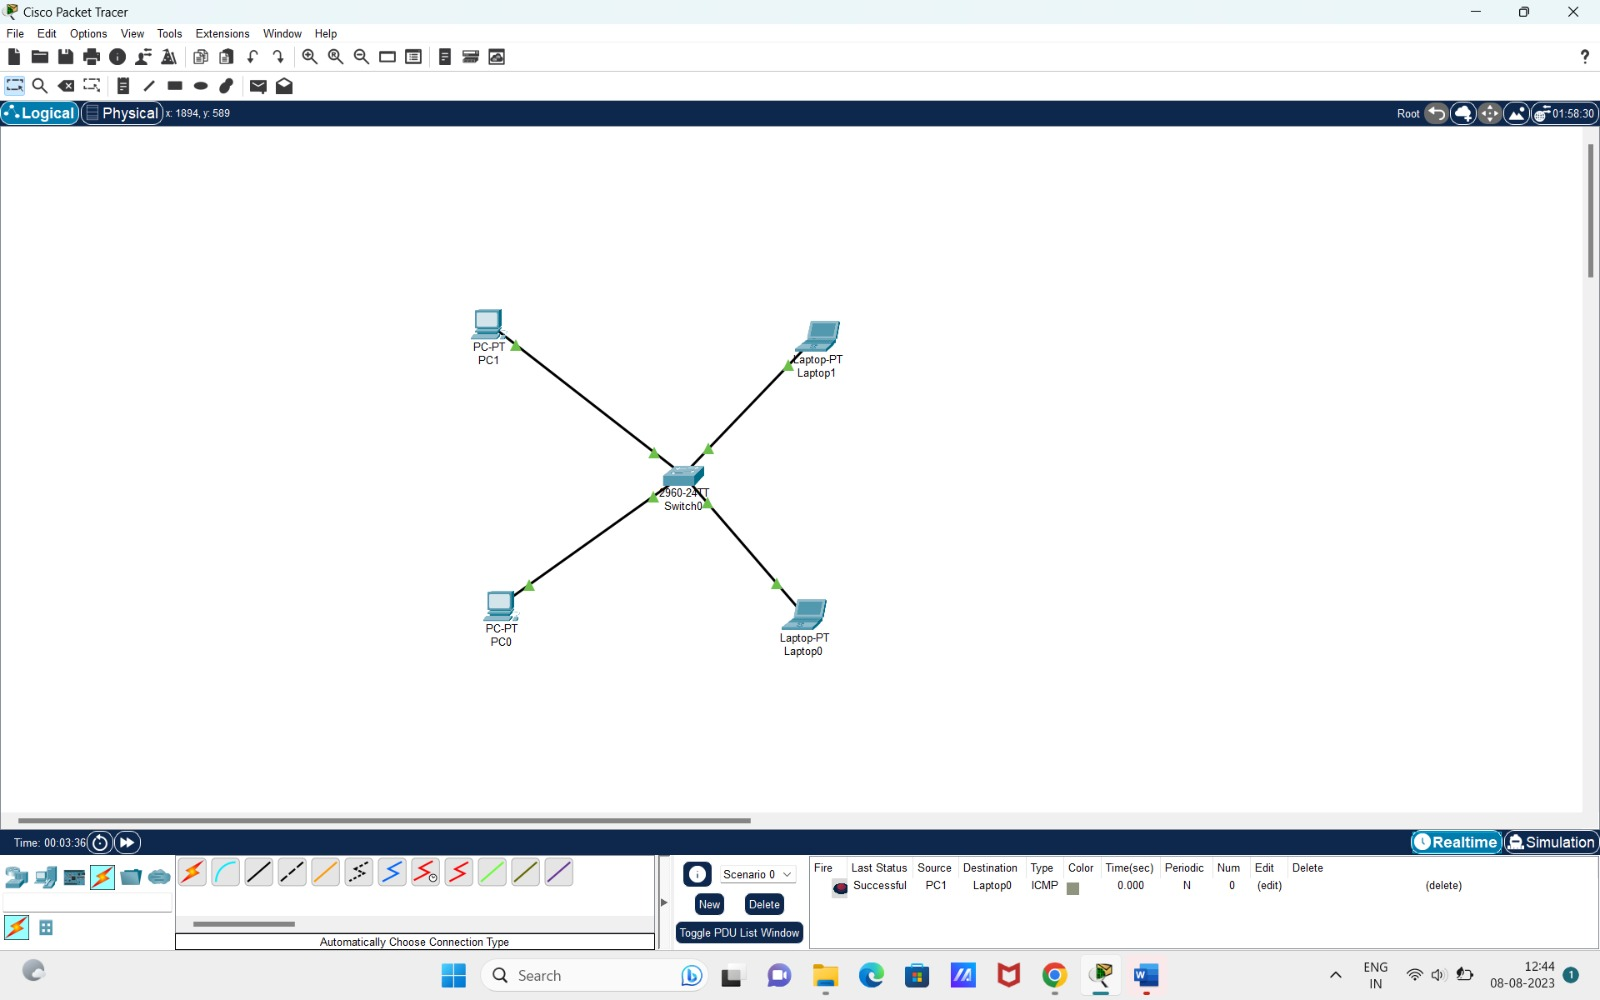 Cisco Packet Tracer
File Edit Options View Tools Extensions Window Help
?
Logical Physical x: 1894, y: 589 Root 01:58:30
PC-PT
PC1
Laptop-PT
Laptop1
2960-24TT
Switch0
PC-PT
PC0
Laptop-PT
Laptop0
Time: 00:03:36 Realtime Simulation
Scenario 0
New Delete
Toggle PDU List Window
Fire Last Status Source Destination Type Color Time(sec) Periodic Num Edit Delete
Successful PC1 Laptop0 ICMP 0.000 N 0 (edit) (delete)
Automatically Choose Connection Type
Search
ENG
IN
12:44
08-08-2023
1